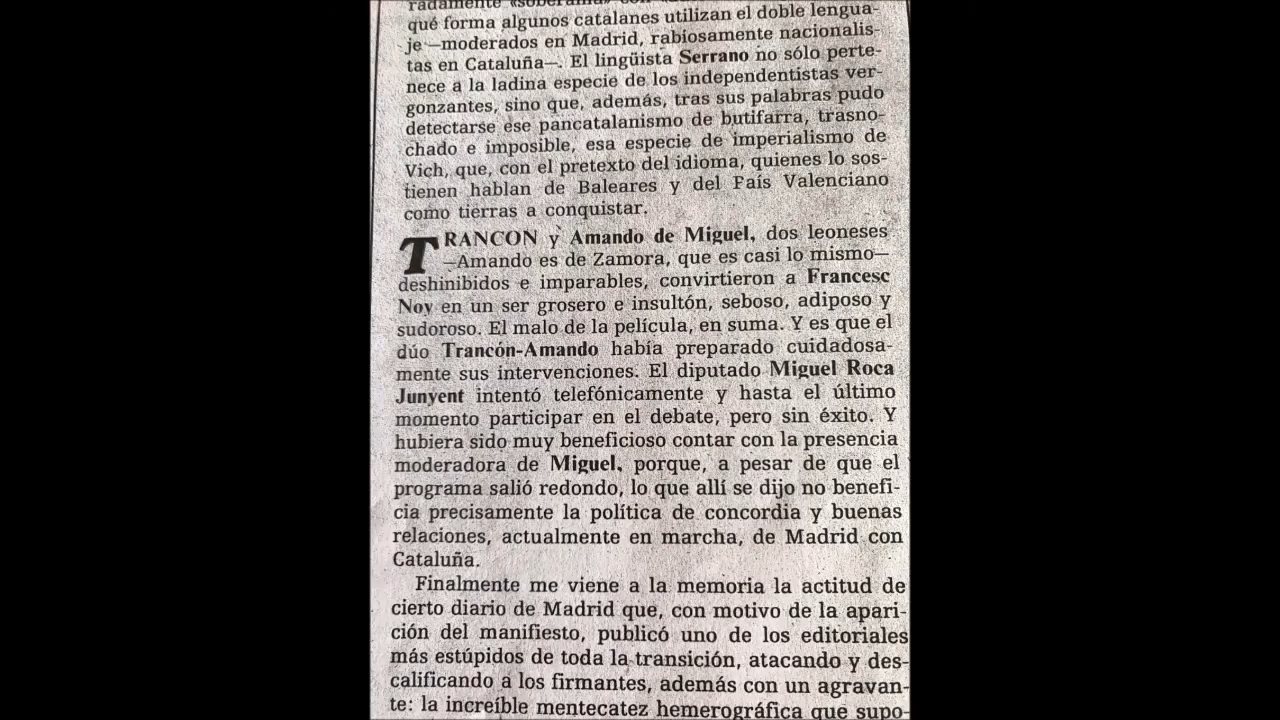 radamente «soberanía» con
qué forma algunos catalanes utilizan el doble lengua-
je —moderados en Madrid, rabiosamente nacionalis-
tas en Cataluña—. El lingüista Serrano no sólo perte-
nece a la ladina especie de los independentistas ver-
gonzantes, sino que, además, tras sus palabras pudo
detectarse ese pancatalanismo de butifarra, trasno-
chado e imposible, esa especie de imperialismo de
Vich, que, con el pretexto del idioma, quienes lo sos-
tienen hablan de Baleares y del País Valenciano
como tierras a conquistar.
TRANCON y Amando de Miguel, dos leoneses
—Amando es de Zamora, que es casi lo mismo—
deshinibidos e imparables, convirtieron a Francesc
Noy en un ser grosero e insultón, seboso, adiposo y
sudoroso. El malo de la película, en suma. Y es que el
dúo Trancón-Amando había preparado cuidadosa-
mente sus intervenciones. El diputado Miguel Roca
Junyent intentó telefónicamente y hasta el último
momento participar en el debate, pero sin éxito. Y
hubiera sido muy beneficioso contar con la presencia
moderadora de Miguel, porque, a pesar de que el
programa salió redondo, lo que allí se dijo no benefi-
cia precisamente la política de concordia y buenas
relaciones, actualmente en marcha, de Madrid con
Cataluña.
Finalmente me viene a la memoria la actitud de
cierto diario de Madrid que, con motivo de la apari-
ción del manifiesto, publicó uno de los editoriales
más estúpidos de toda la transición, atacando y des-
calificando a los firmantes, además con un agravan-
te: la increíble mentecatez hemerográfica que supo-